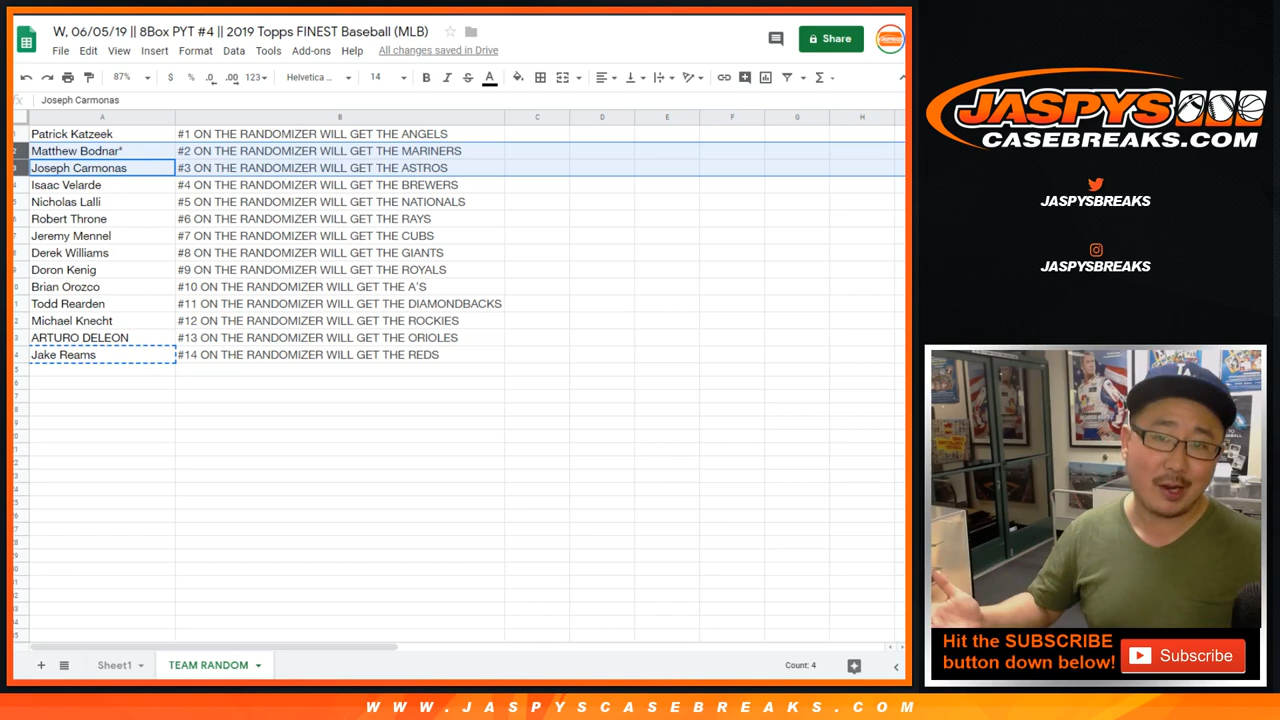 W, 06/05/19 || 8Box PYT #4 || 2019 Topps FINEST Baseball (MLB)
File Edit View Insert Format Data Tools Add-ons Help All changes saved in Drive
Share
87% $ % .0 .00 123 Helvetica ... 14 B I S A
fx Joseph Carmonas
A B C D E F G H
Patrick Katzeek #1 ON THE RANDOMIZER WILL GET THE ANGELS
Matthew Bodnar* #2 ON THE RANDOMIZER WILL GET THE MARINERS
Joseph Carmonas #3 ON THE RANDOMIZER WILL GET THE ASTROS
Isaac Velarde #4 ON THE RANDOMIZER WILL GET THE BREWERS
Nicholas Lalli #5 ON THE RANDOMIZER WILL GET THE NATIONALS
Robert Throne #6 ON THE RANDOMIZER WILL GET THE RAYS
Jeremy Mennel #7 ON THE RANDOMIZER WILL GET THE CUBS
Derek Williams #8 ON THE RANDOMIZER WILL GET THE GIANTS
Doron Kenig #9 ON THE RANDOMIZER WILL GET THE ROYALS
Brian Orozco #10 ON THE RANDOMIZER WILL GET THE A'S
Todd Rearden #11 ON THE RANDOMIZER WILL GET THE DIAMONDBACKS
Michael Knecht #12 ON THE RANDOMIZER WILL GET THE ROCKIES
ARTURO DELEON #13 ON THE RANDOMIZER WILL GET THE ORIOLES
Jake Reams #14 ON THE RANDOMIZER WILL GET THE REDS
Sheet1 TEAM RANDOM Count: 4
JASPYS
CASEBREAKS.COM
JASPYSBREAKS
JASPYSBREAKS
Hit the SUBSCRIBE
button down below!
Subscribe
WWW.JASPYSCASEBREAKS.COM